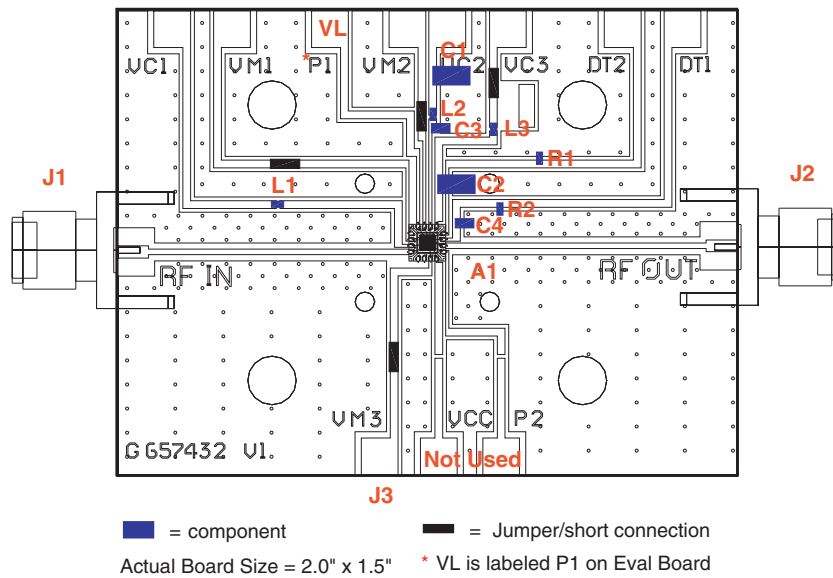 VL
C1
VC1
VM1
* P1
VM2
VC2
VC3
DT2
DT1
L2
C3
L3
R1
J1
L1
C2
J2
R2
C4
A1
RF IN
RF OUT
VM3
VCC
P2
G G57432 V1
Not Used
J3
= component
= Jumper/short connection
Actual Board Size = 2.0" x 1.5"
* VL is labeled P1 on Eval Board